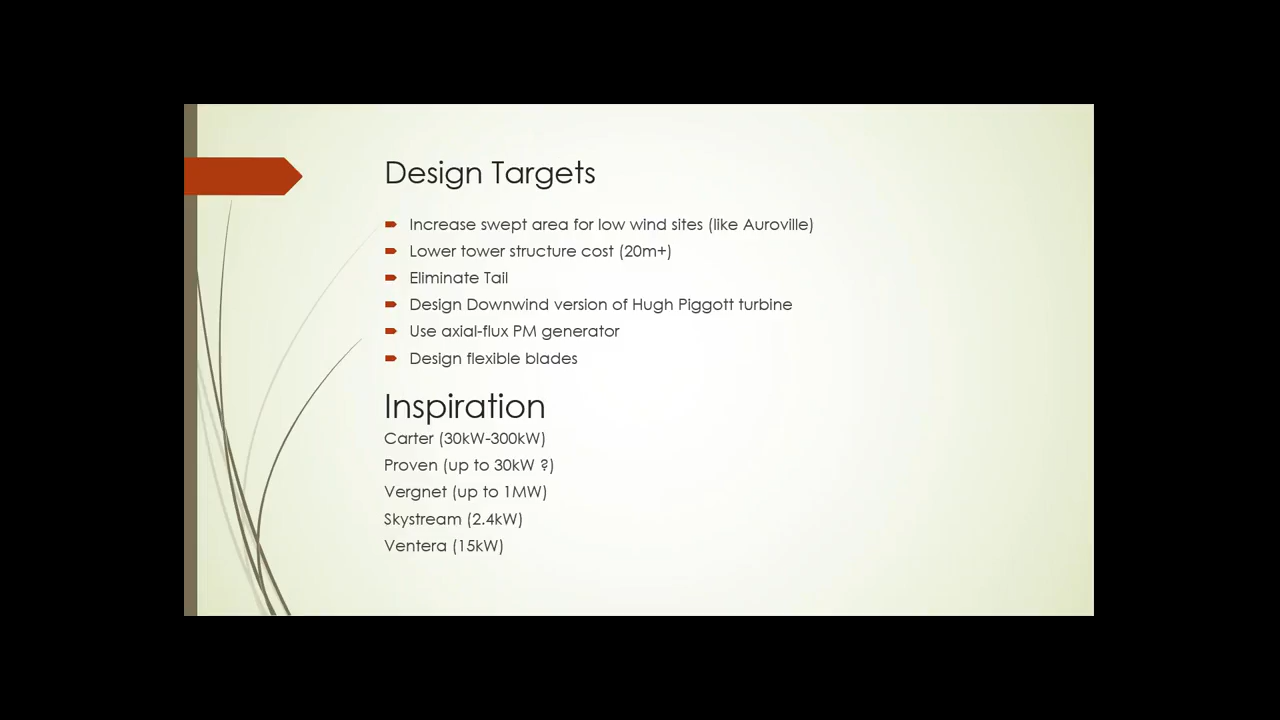 Design Targets
Increase swept area for low wind sites (like Auroville)
Lower tower structure cost (20m+)
Eliminate Tail
Design Downwind version of Hugh Piggott turbine
Use axial-flux PM generator
Design flexible blades
Inspiration
Carter (30kW-300kW)
Proven (up to 30kW ?)
Vergnet (up to 1MW)
Skystream (2.4kW)
Ventera (15kW)